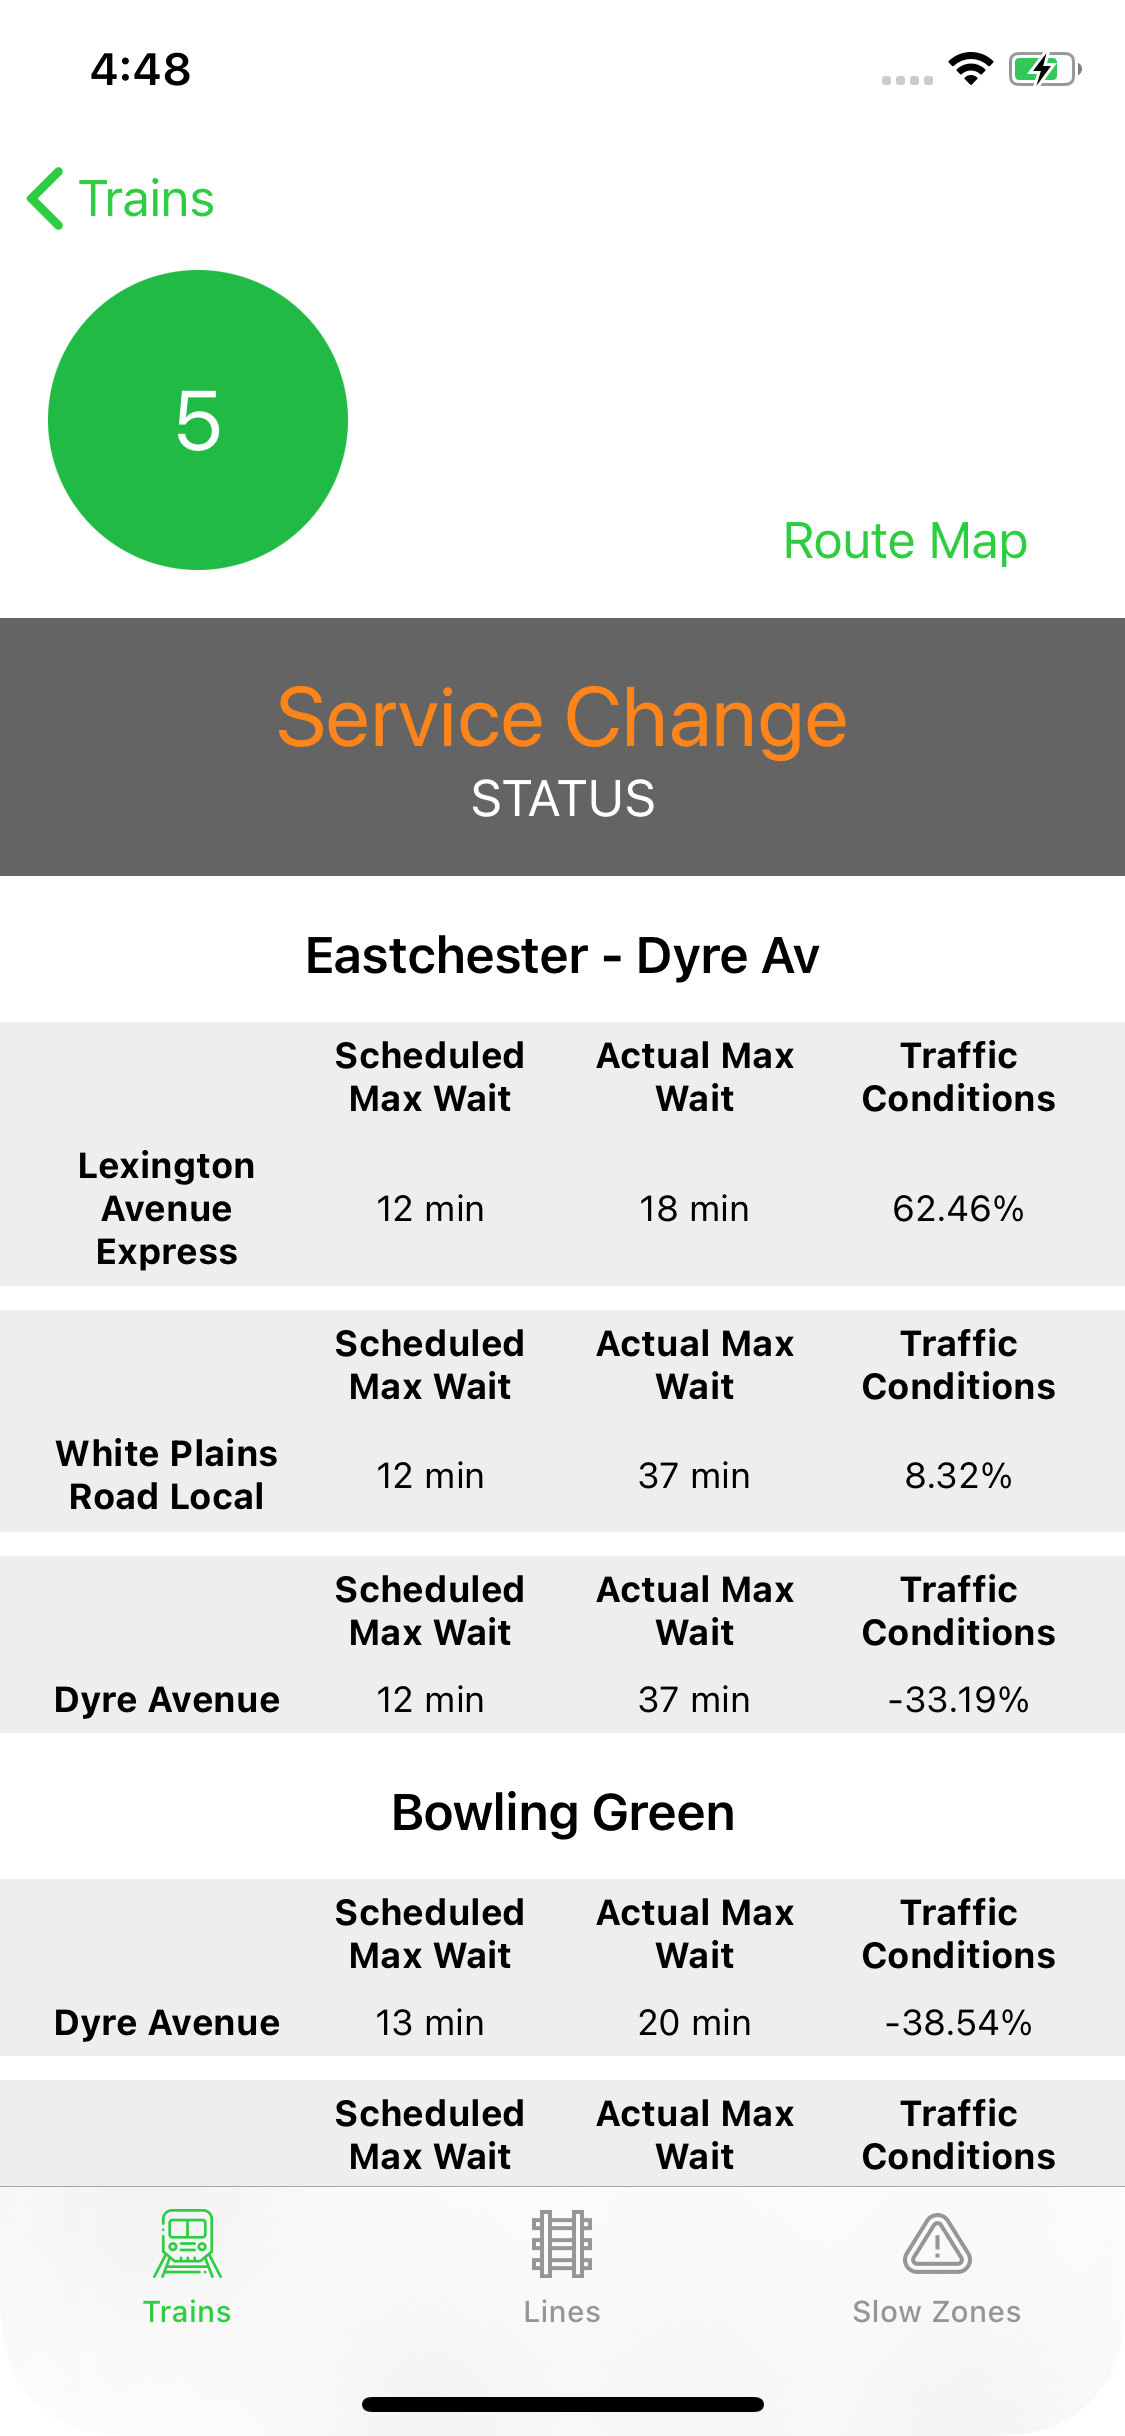 4:48
Trains
5
Route Map
Service Change
STATUS
Eastchester - Dyre Av
Scheduled Max Wait
Actual Max Wait
Traffic Conditions
Lexington Avenue Express
12 min
18 min
62.46%
Scheduled Max Wait
Actual Max Wait
Traffic Conditions
White Plains Road Local
12 min
37 min
8.32%
Scheduled Max Wait
Actual Max Wait
Traffic Conditions
Dyre Avenue
12 min
37 min
-33.19%
Bowling Green
Scheduled Max Wait
Actual Max Wait
Traffic Conditions
Dyre Avenue
13 min
20 min
-38.54%
Scheduled Max Wait
Actual Max Wait
Traffic Conditions
Trains
Lines
Slow Zones